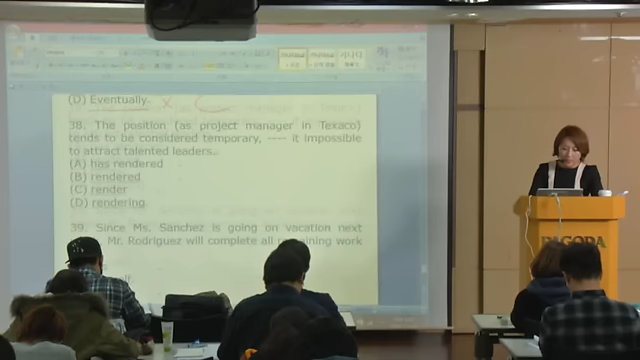 (D) Eventually.
38. The position (as project manager in Texaco)
tends to be considered temporary, ---- it impossible
to attract talented leaders..
(A) has rendered
(B) rendered
(C) render
(D) rendering
39. Since Ms. Sanchez is going on vacation next
Mr. Rodriguez will complete all remaining work
PAGODA